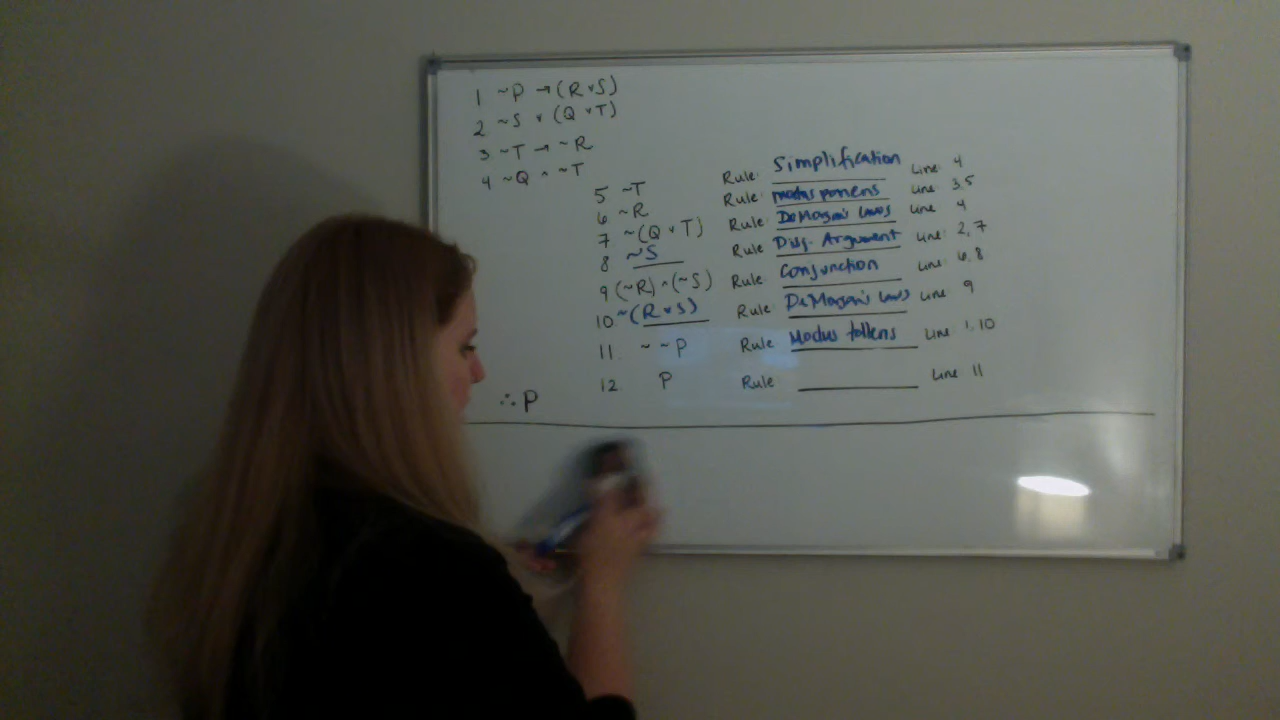 1 ~P → (R ∨ S)
2 ~S ∨ (Q ∨ T)
3 ~T → ~R
4 ~Q ∧ ~T
5 ~T Rule: Simplification Line 4
6 ~R Rule: modus ponens Line 3,5
7 ~(Q ∨ T) Rule DeMorgan's laws Line 4
8 ~S Rule Disj. Argument Line: 2,7
9 (~R) ∧ (~S) Rule Conjunction Line 6,8
10. ~(R ∨ S) Rule DeMorgan's laws Line 9
11. ~~P Rule Modus tollens Line 1,10
12 P Rule ________ Line 11
∴ P